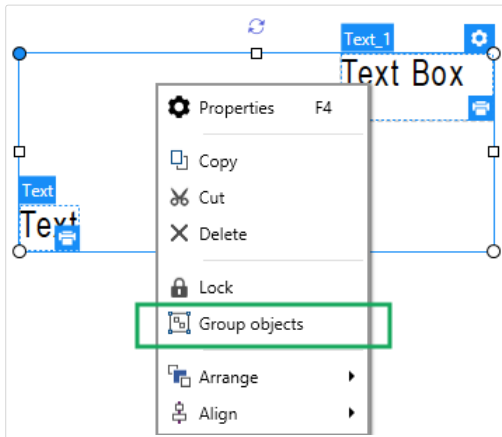 Text_1
Text Box
Properties F4
Copy
Cut
Text
Delete
Text
Lock
Group objects
Arrange
Align